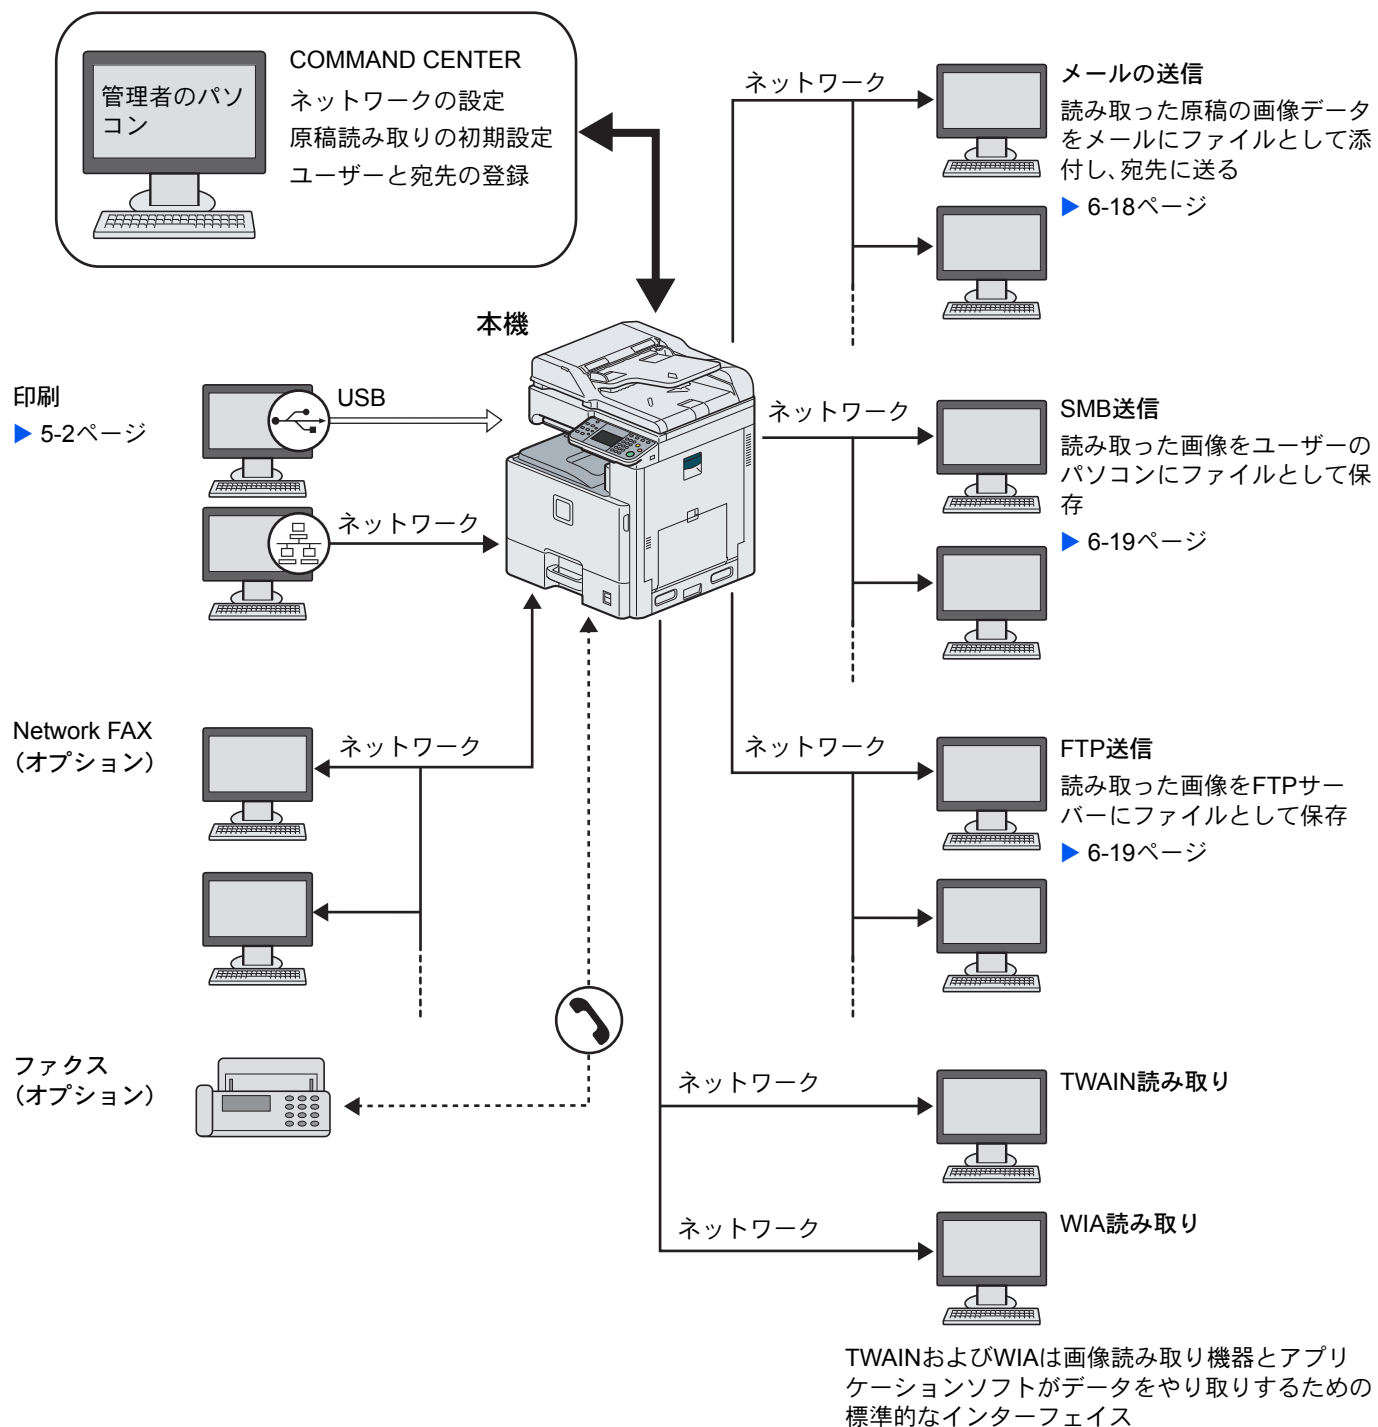 管理者のパソ
コン
COMMAND CENTER
ネットワークの設定
原稿読み取りの初期設定
ユーザーと宛先の登録
ネットワーク
メールの送信
読み取った原稿の画像データ
をメールにファイルとして添
付し、宛先に送る
▶ 6-18ページ
本機
印刷
▶ 5-2ページ
USB
ネットワーク
ネットワーク
SMB送信
読み取った画像をユーザーの
パソコンにファイルとして保
存
▶ 6-19ページ
Network FAX
（オプション）
ネットワーク
ネットワーク
FTP送信
読み取った画像をFTPサー
バーにファイルとして保存
▶ 6-19ページ
ファクス
（オプション）
ネットワーク
TWAIN読み取り
ネットワーク
WIA読み取り
TWAINおよびWIAは画像読み取り機器とアプリ
ケーションソフトがデータをやり取りするための
標準的なインターフェイス